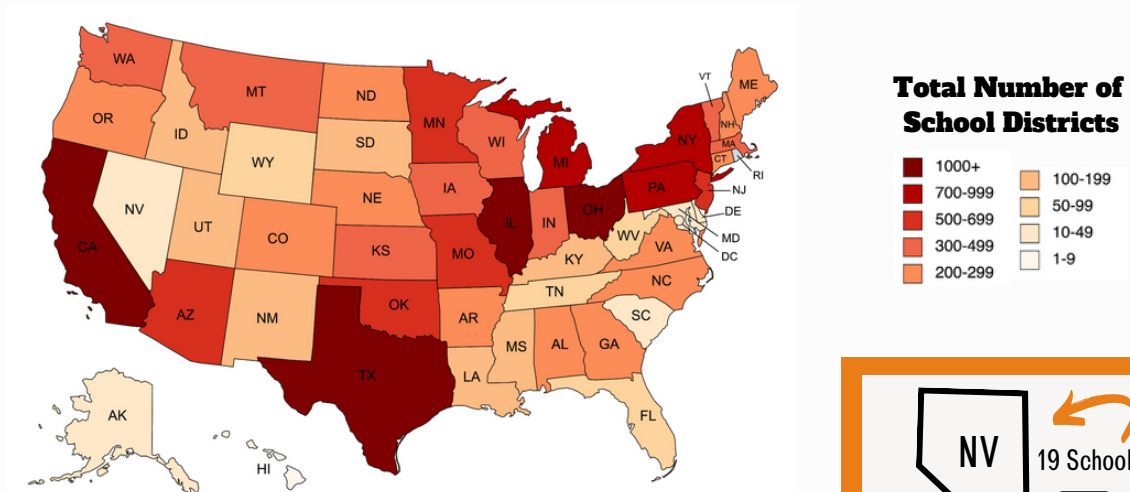 WA
MT
ND
MN
VT
ME
OR
ID
SD
WI
NH
NY
MA
WY
MI
CT
RI
IA
PA
NJ
NV
NE
IL
IN
OH
DE
UT
CO
WV
MD
CA
KS
MO
KY
VA
DC
AZ
NM
OK
AR
TN
NC
SC
MS
AL
GA
TX
LA
FL
AK
HI
Total Number of
School Districts
1000+
700-999
500-699
300-499
200-299
100-199
50-99
10-49
1-9
NV
19 School